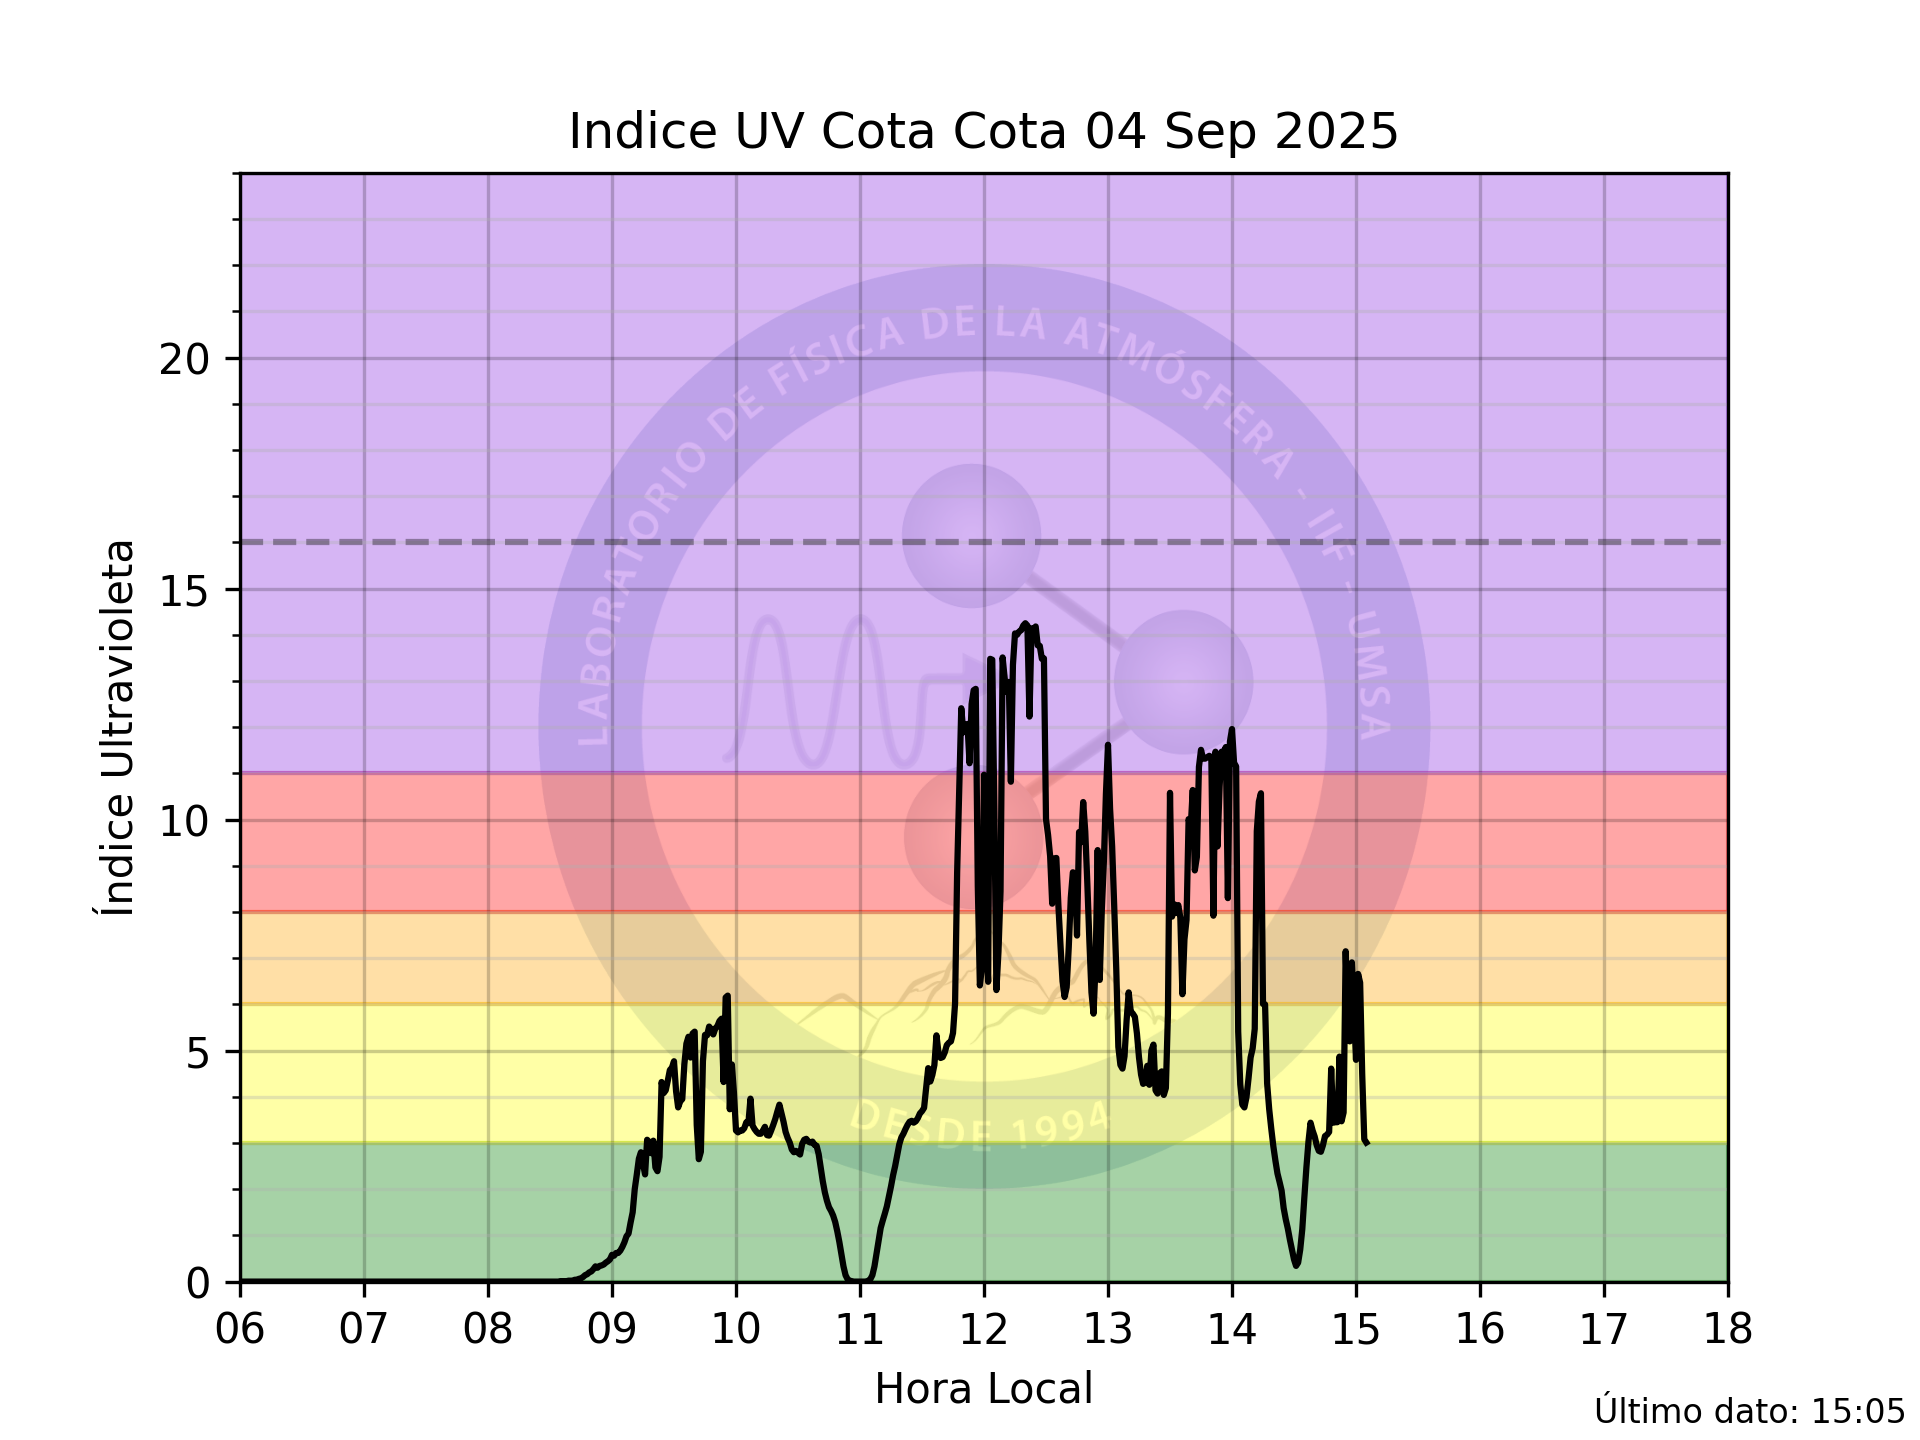 Indice UV Cota Cota 04 Sep 2025
20
15
10
5
0
Índice Ultravioleta
LABORATORIO DE FÍSICA DE LA ATMÓSFERA - IIF - UMSA
DESDE 1994
06 07 08 09 10 11 12 13 14 15 16 17 18
Hora Local
Último dato: 15:05